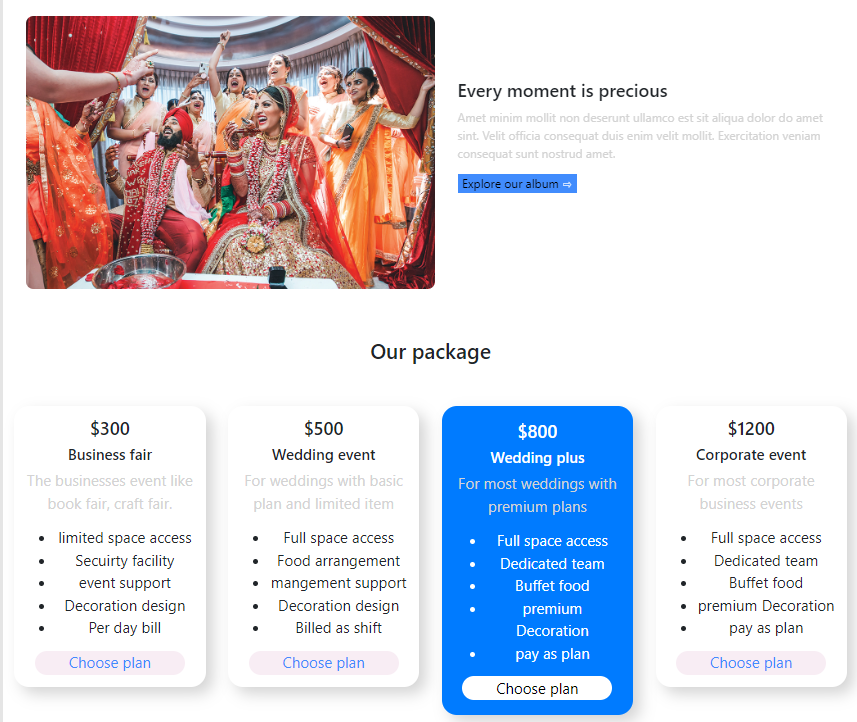 Every moment is precious
Amet minim mollit non deserunt ullamco est sit aliqua dolor do amet
sint. Velit officia consequat duis enim velit mollit. Exercitation veniam
consequat sunt nostrud amet.
Explore our album ⇨
Our package
$300
Business fair
The businesses event like
book fair, craft fair.
• limited space access
• Secuirty facility
• event support
• Decoration design
• Per day bill
Choose plan
$500
Wedding event
For weddings with basic
plan and limited item
• Full space access
• Food arrangement
• mangement support
• Decoration design
• Billed as shift
Choose plan
$800
Wedding plus
For most weddings with
premium plans
• Full space access
• Dedicated team
• Buffet food
• premium
Decoration
• pay as plan
Choose plan
$1200
Corporate event
For most corporate
business events
• Full space access
• Dedicated team
• Buffet food
• premium Decoration
• pay as plan
Choose plan